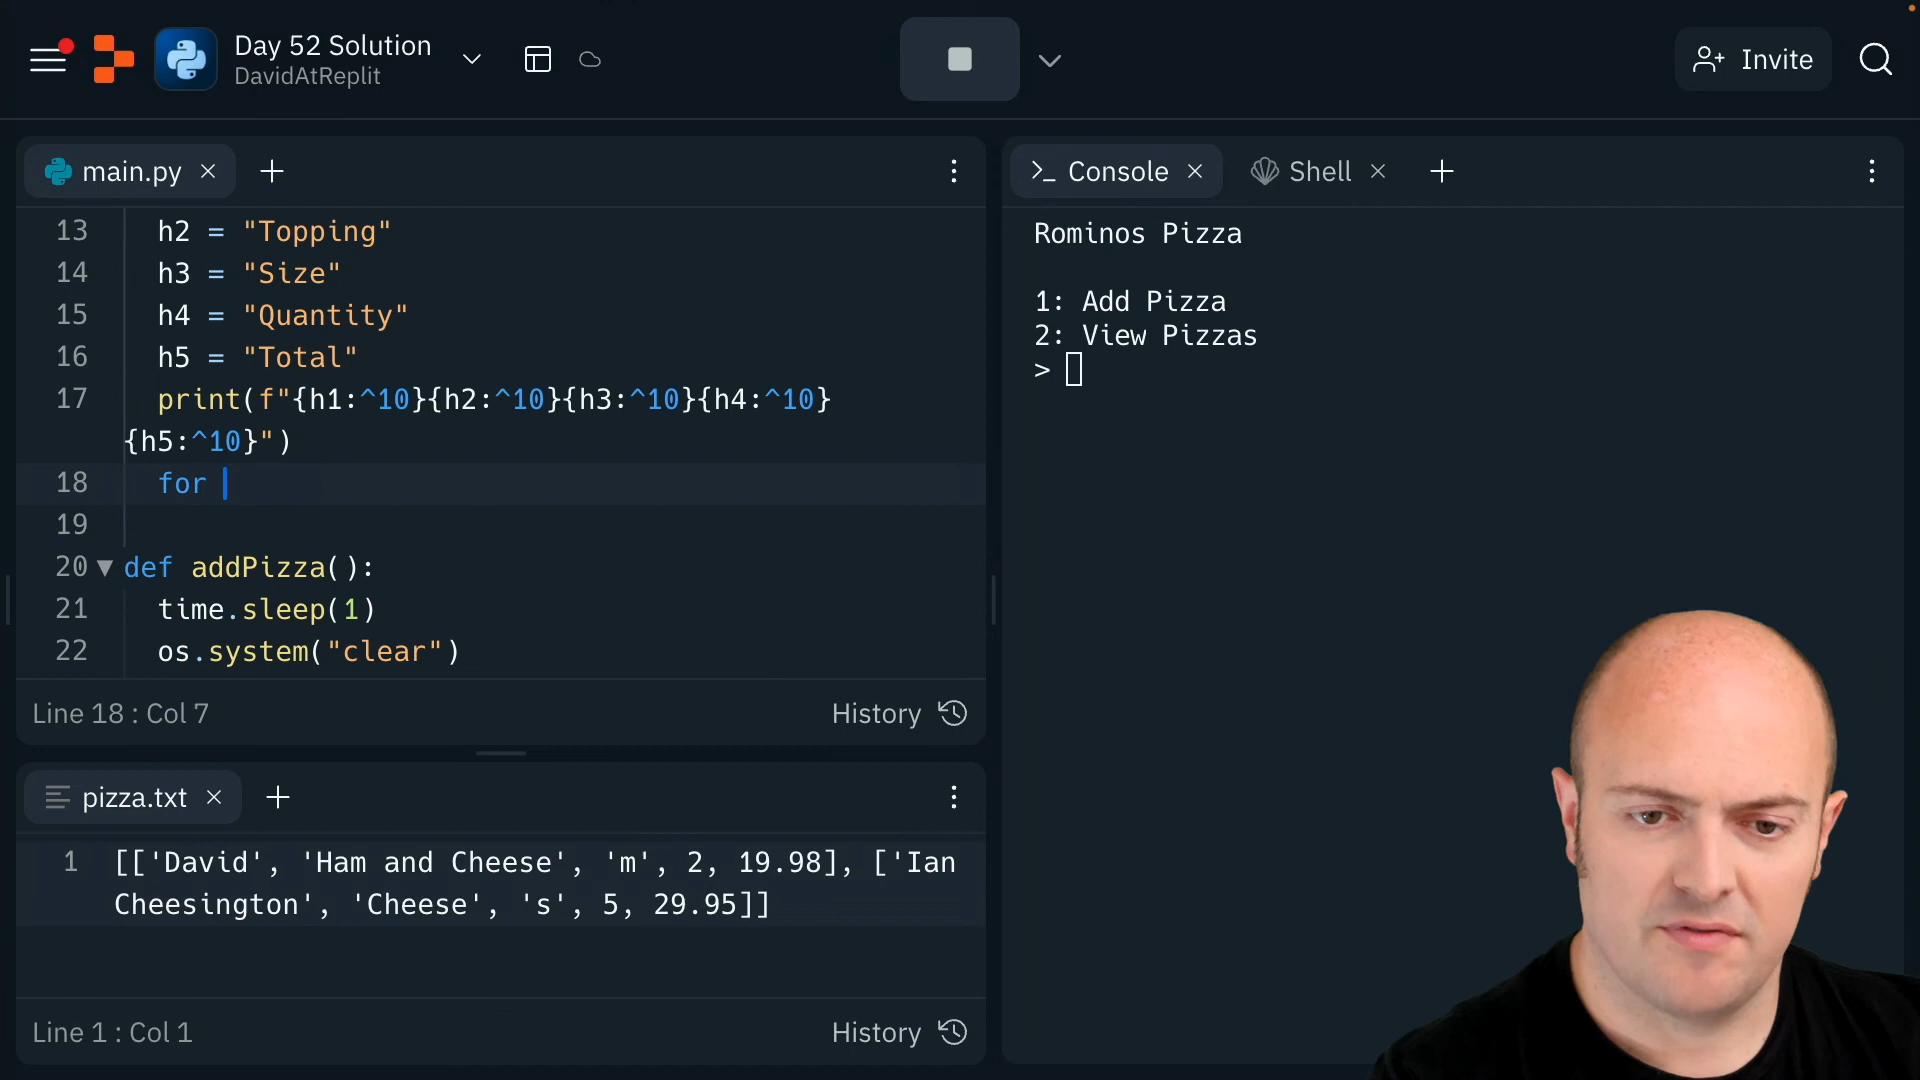 Day 52 Solution
DavidAtReplit
Invite
main.py
13 h2 = "Topping"
14 h3 = "Size"
15 h4 = "Quantity"
16 h5 = "Total"
17 print(f"{h1:^10}{h2:^10}{h3:^10}{h4:^10}
{h5:^10}")
18 for
19
20 def addPizza():
21 time.sleep(1)
22 os.system("clear")
Line 18 : Col 7
History
pizza.txt
1 [['David', 'Ham and Cheese', 'm', 2, 19.98], ['Ian
Cheesington', 'Cheese', 's', 5, 29.95]]
Line 1 : Col 1
History
Console
Shell
Rominos Pizza
1: Add Pizza
2: View Pizzas
>